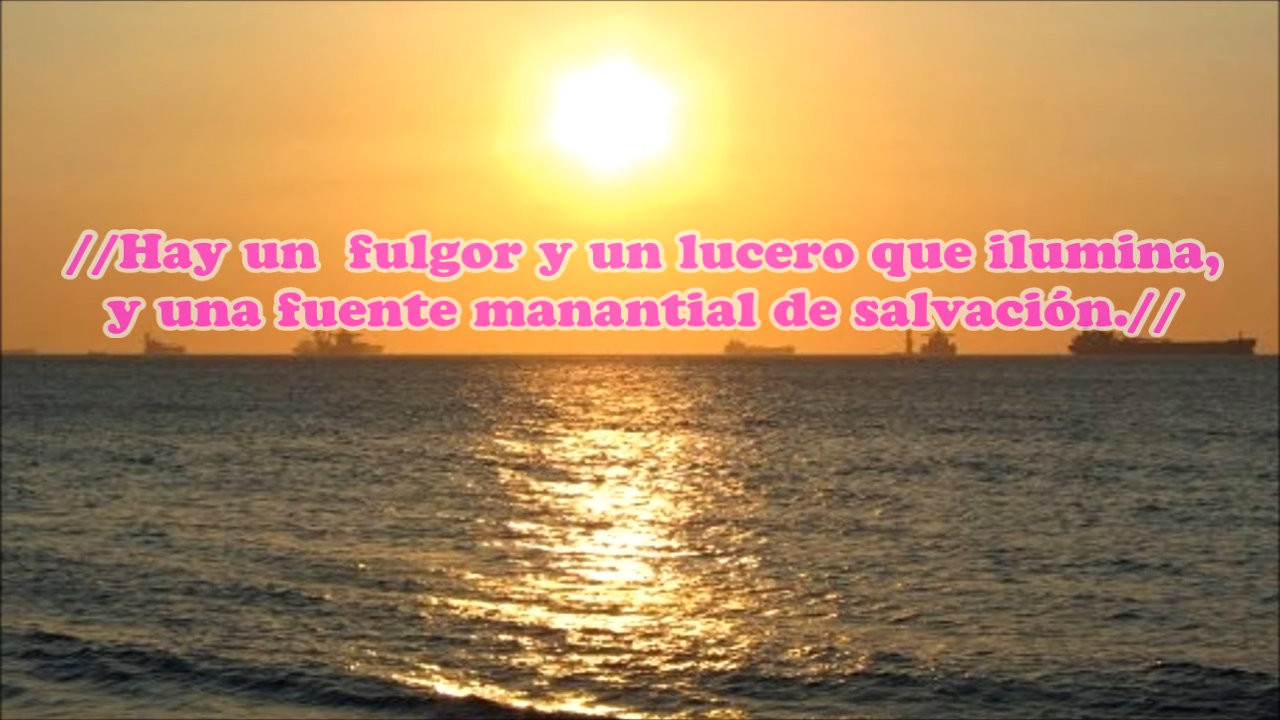 //Hay un  fulgor y un lucero que ilumina,
y una fuente manantial de salvación.//